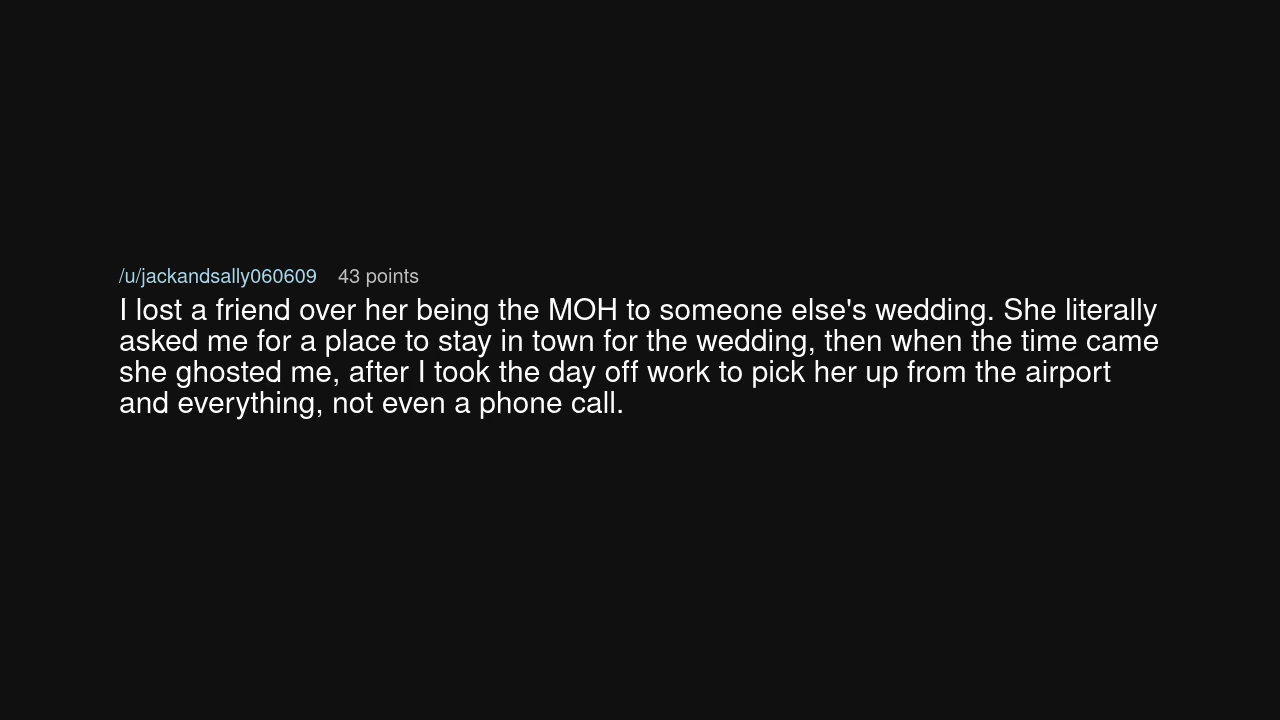 /u/jackandsally060609 43 points
I lost a friend over her being the MOH to someone else's wedding. She literally
asked me for a place to stay in town for the wedding, then when the time came
she ghosted me, after I took the day off work to pick her up from the airport
and everything, not even a phone call.